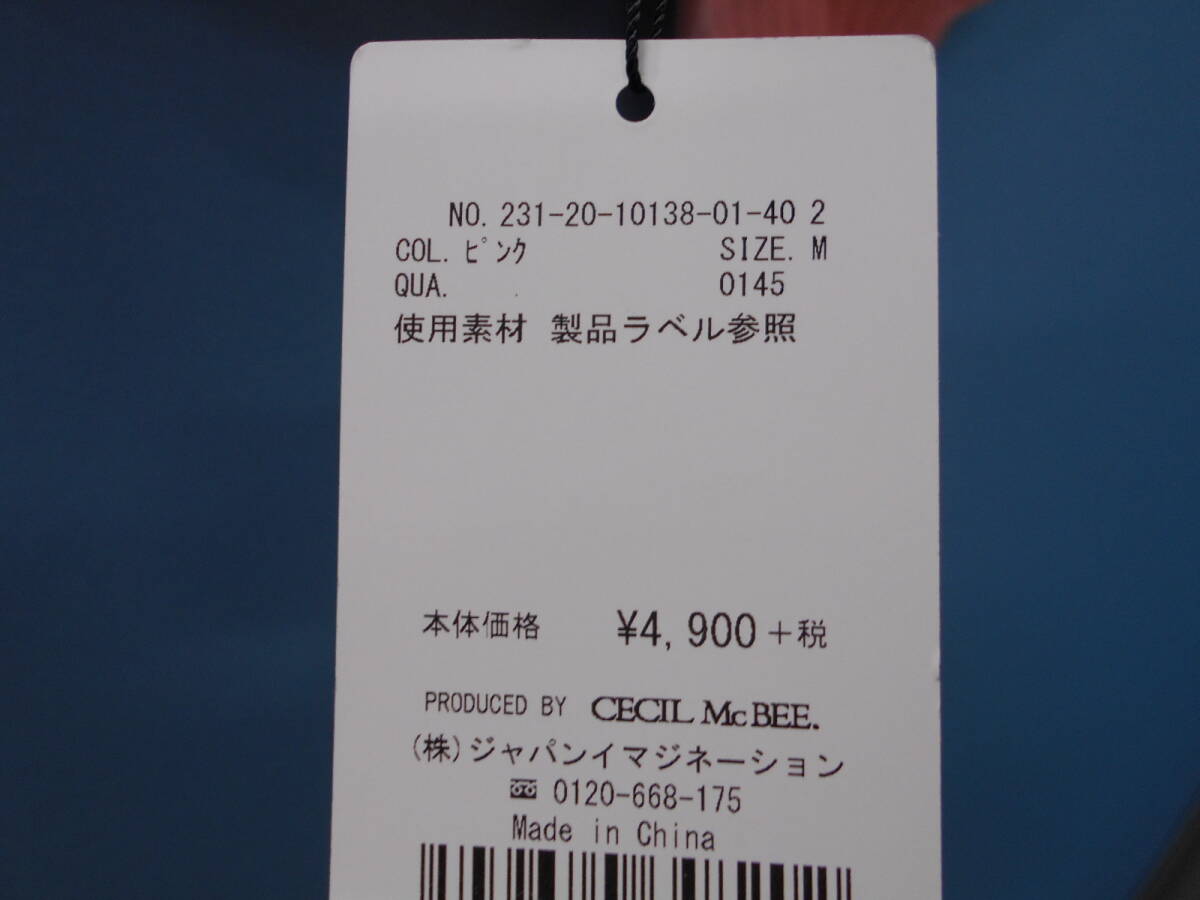 NO. 231-20-10138-01-40 2
COL. ﾋﾟﾝｸ SIZE. M
QUA. 0145
使用素材 製品ラベル参照
本体価格 ¥4,900+税
PRODUCED BY CECIL McBEE.
(株)ジャパンイマジネーション
0120-668-175
Made in China